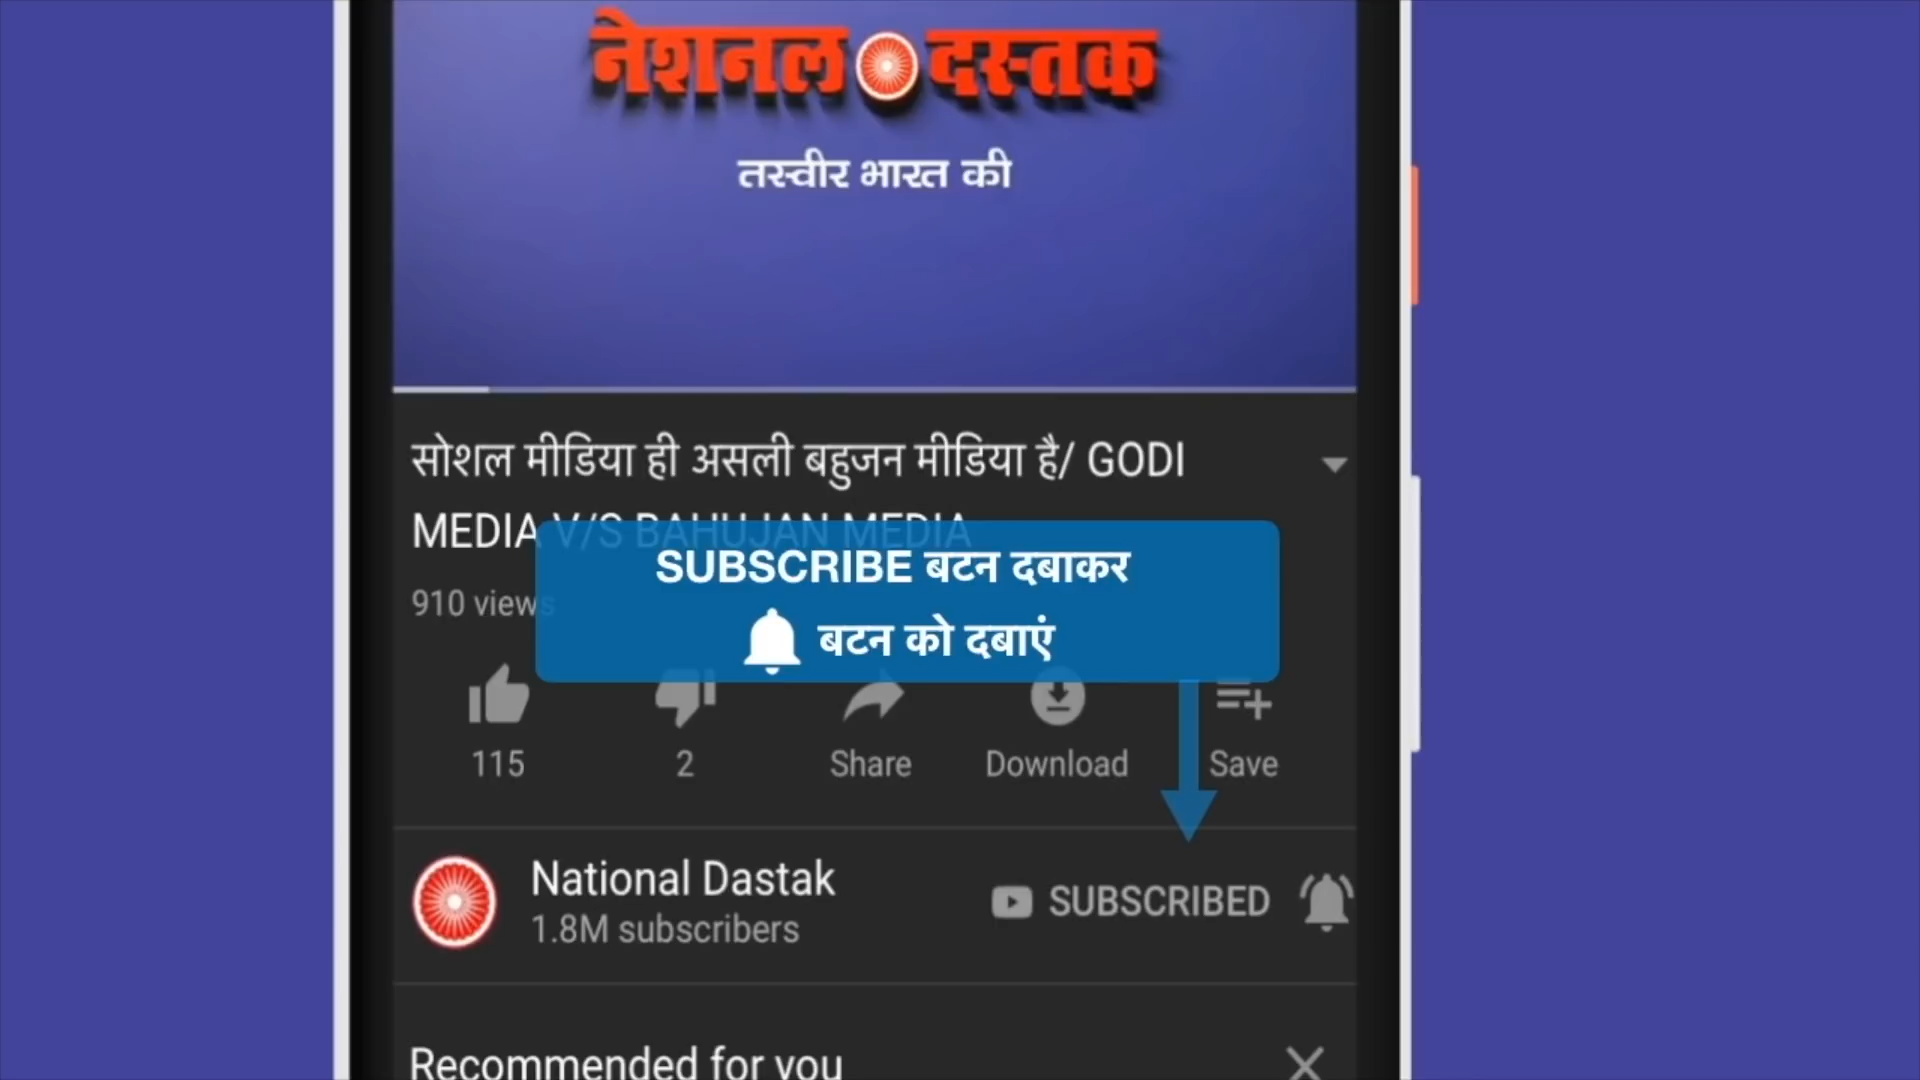 नेशनल दस्तक
तस्वीर भारत की
सोशल मीडिया ही असली बहुजन मीडिया है/ GODI
MEDIA V/S BAHUJAN MEDIA
SUBSCRIBE बटन दबाकर
बटन को दबाएं
910 views
115
2
Share
Download
Save
National Dastak
1.8M subscribers
SUBSCRIBED
Recommended for you